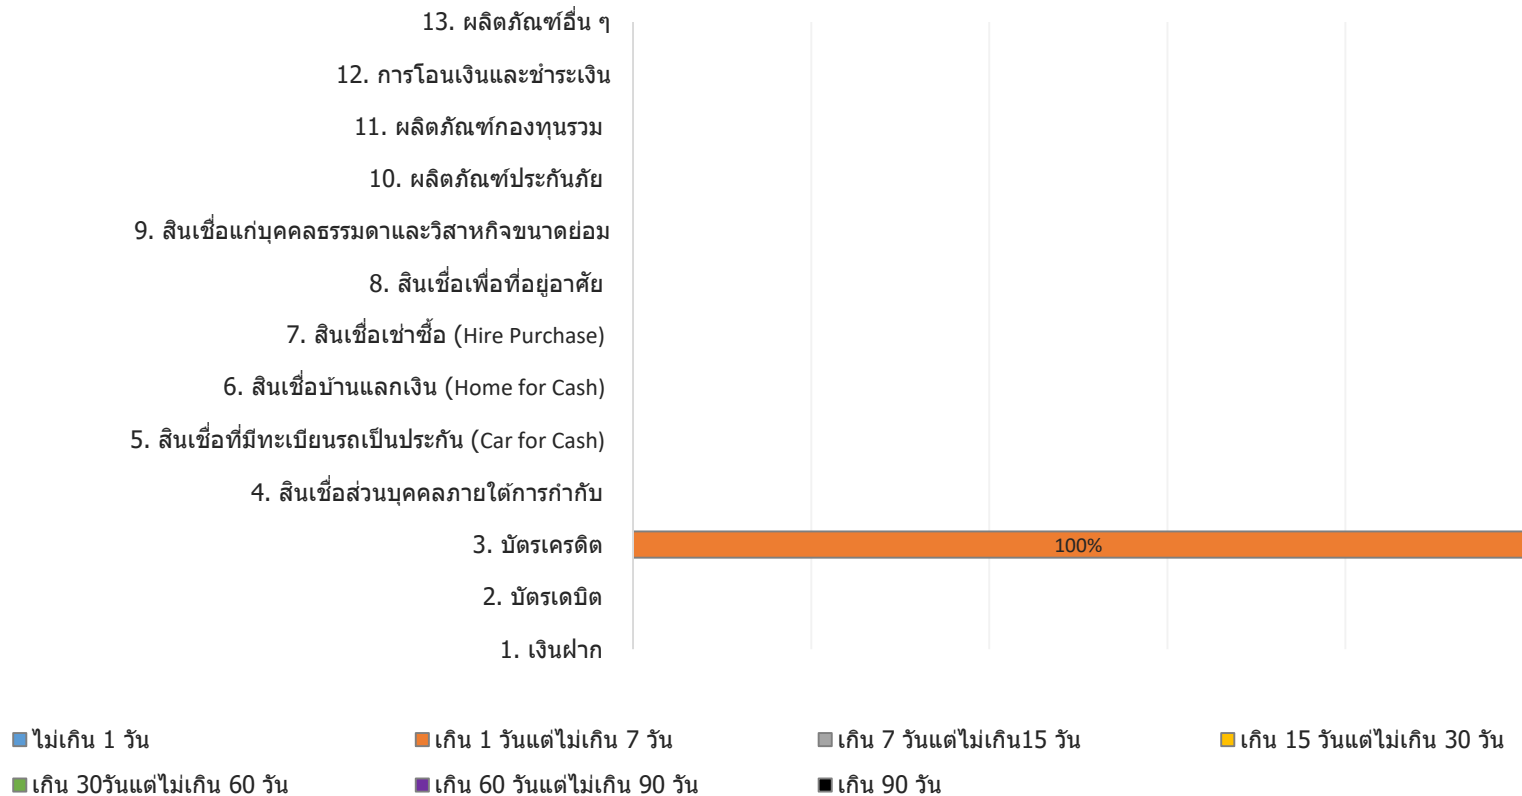 13. ผลิตภัณฑ์อื่น ๆ
12. การโอนเงินและชำระเงิน
11. ผลิตภัณฑ์กองทุนรวม
10. ผลิตภัณฑ์ประกันภัย
9. สินเชื่อแก่บุคคลธรรมดาและวิสาหกิจขนาดย่อม
8. สินเชื่อเพื่อที่อยู่อาศัย
7. สินเชื่อเช่าซื้อ (Hire Purchase)
6. สินเชื่อบ้านแลกเงิน (Home for Cash)
5. สินเชื่อที่มีทะเบียนรถเป็นประกัน (Car for Cash)
4. สินเชื่อส่วนบุคคลภายใต้การกำกับ
3. บัตรเครดิต 100%
2. บัตรเดบิต
1. เงินฝาก
ไม่เกิน 1 วัน เกิน 1 วันแต่ไม่เกิน 7 วัน เกิน 7 วันแต่ไม่เกิน15 วัน เกิน 15 วันแต่ไม่เกิน 30 วัน
เกิน 30วันแต่ไม่เกิน 60 วัน เกิน 60 วันแต่ไม่เกิน 90 วัน เกิน 90 วัน